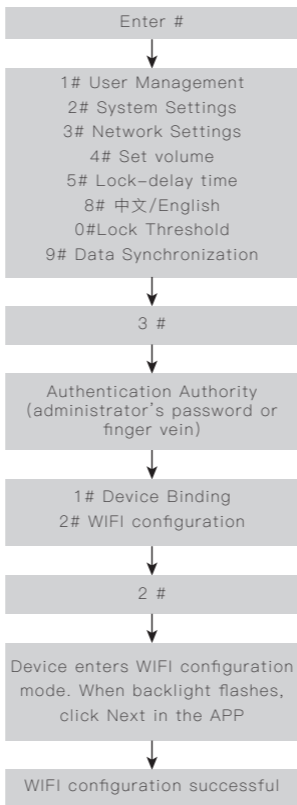 Enter #
1# User Management
2# System Settings
3# Network Settings
4# Set volume
5# Lock-delay time
8# 中文/English
0#Lock Threshold
9# Data Synchronization
3 #
Authentication Authority
(administrator's password or
finger vein)
1# Device Binding
2# WIFI configuration
2 #
Device enters WIFI configuration
mode. When backlight flashes,
click Next in the APP
WIFI configuration successful